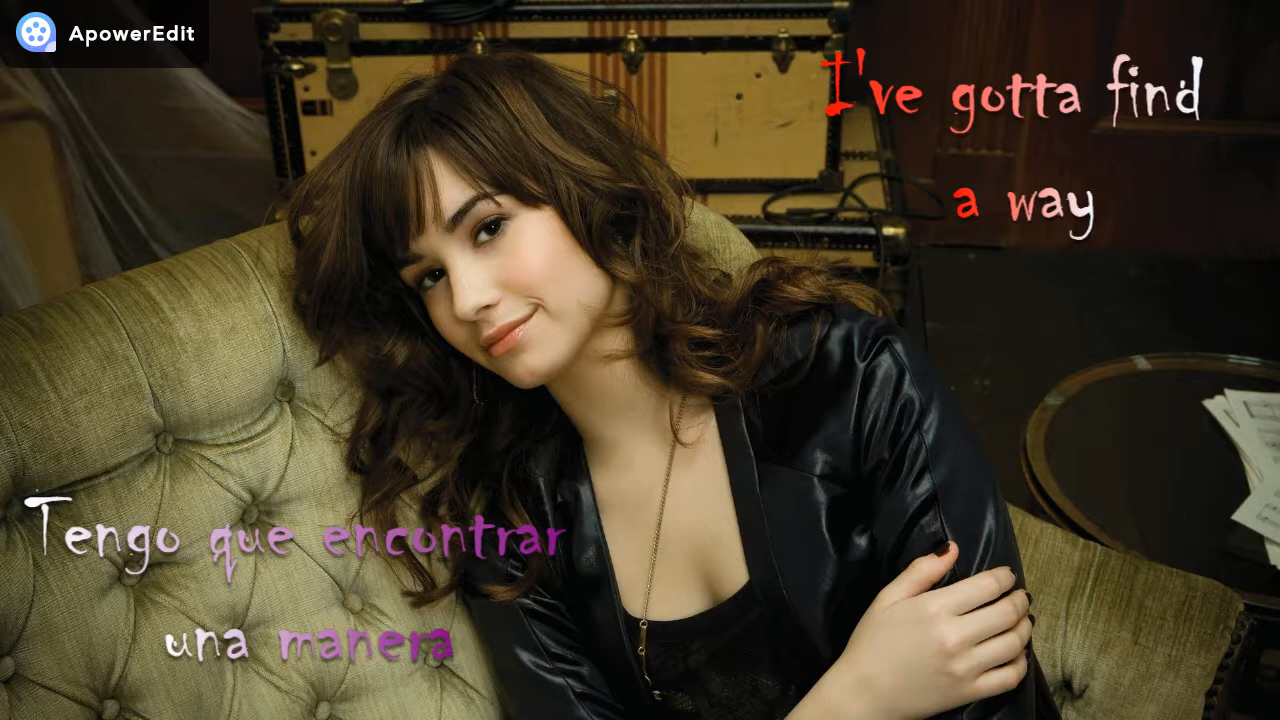 ApowerEdit
I've gotta find
a way
Tengo que encontrar
una manera